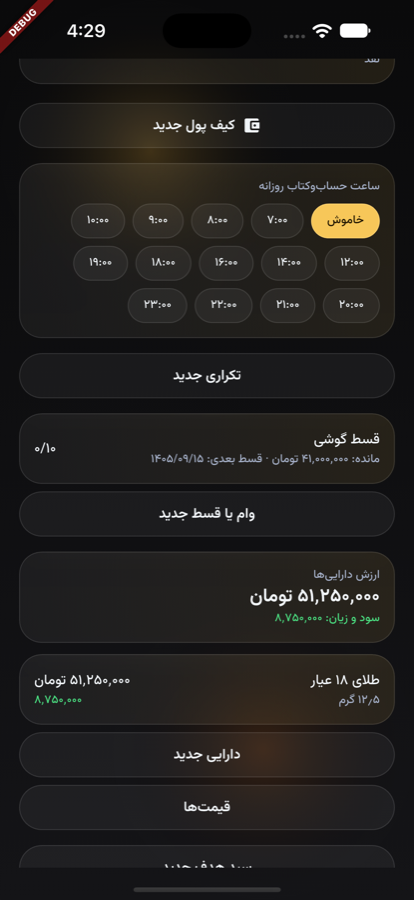 DEBUG
4:29
نقد
کیف پول جدید
ساعت حساب‌وکتاب روزانه
خاموش ۷:۰۰ ۸:۰۰ ۹:۰۰ ۱۰:۰۰
۱۲:۰۰ ۱۴:۰۰ ۱۶:۰۰ ۱۸:۰۰ ۱۹:۰۰
۲۰:۰۰ ۲۱:۰۰ ۲۲:۰۰ ۲۳:۰۰
تکراری جدید
قسط گوشی
۰/۱۰
مانده: ۴۱,۰۰۰,۰۰۰ تومان · قسط بعدی: ۱۴۰۵/۰۹/۱۵
وام یا قسط جدید
ارزش دارایی‌ها
۵۱,۲۵۰,۰۰۰ تومان
سود و زیان: ۸,۷۵۰,۰۰۰
طلای ۱۸ عیار
۵۱,۲۵۰,۰۰۰ تومان
۱۲٫۵ گرم
۸,۷۵۰,۰۰۰
دارایی جدید
قیمت‌ها
سبد هدف جدید